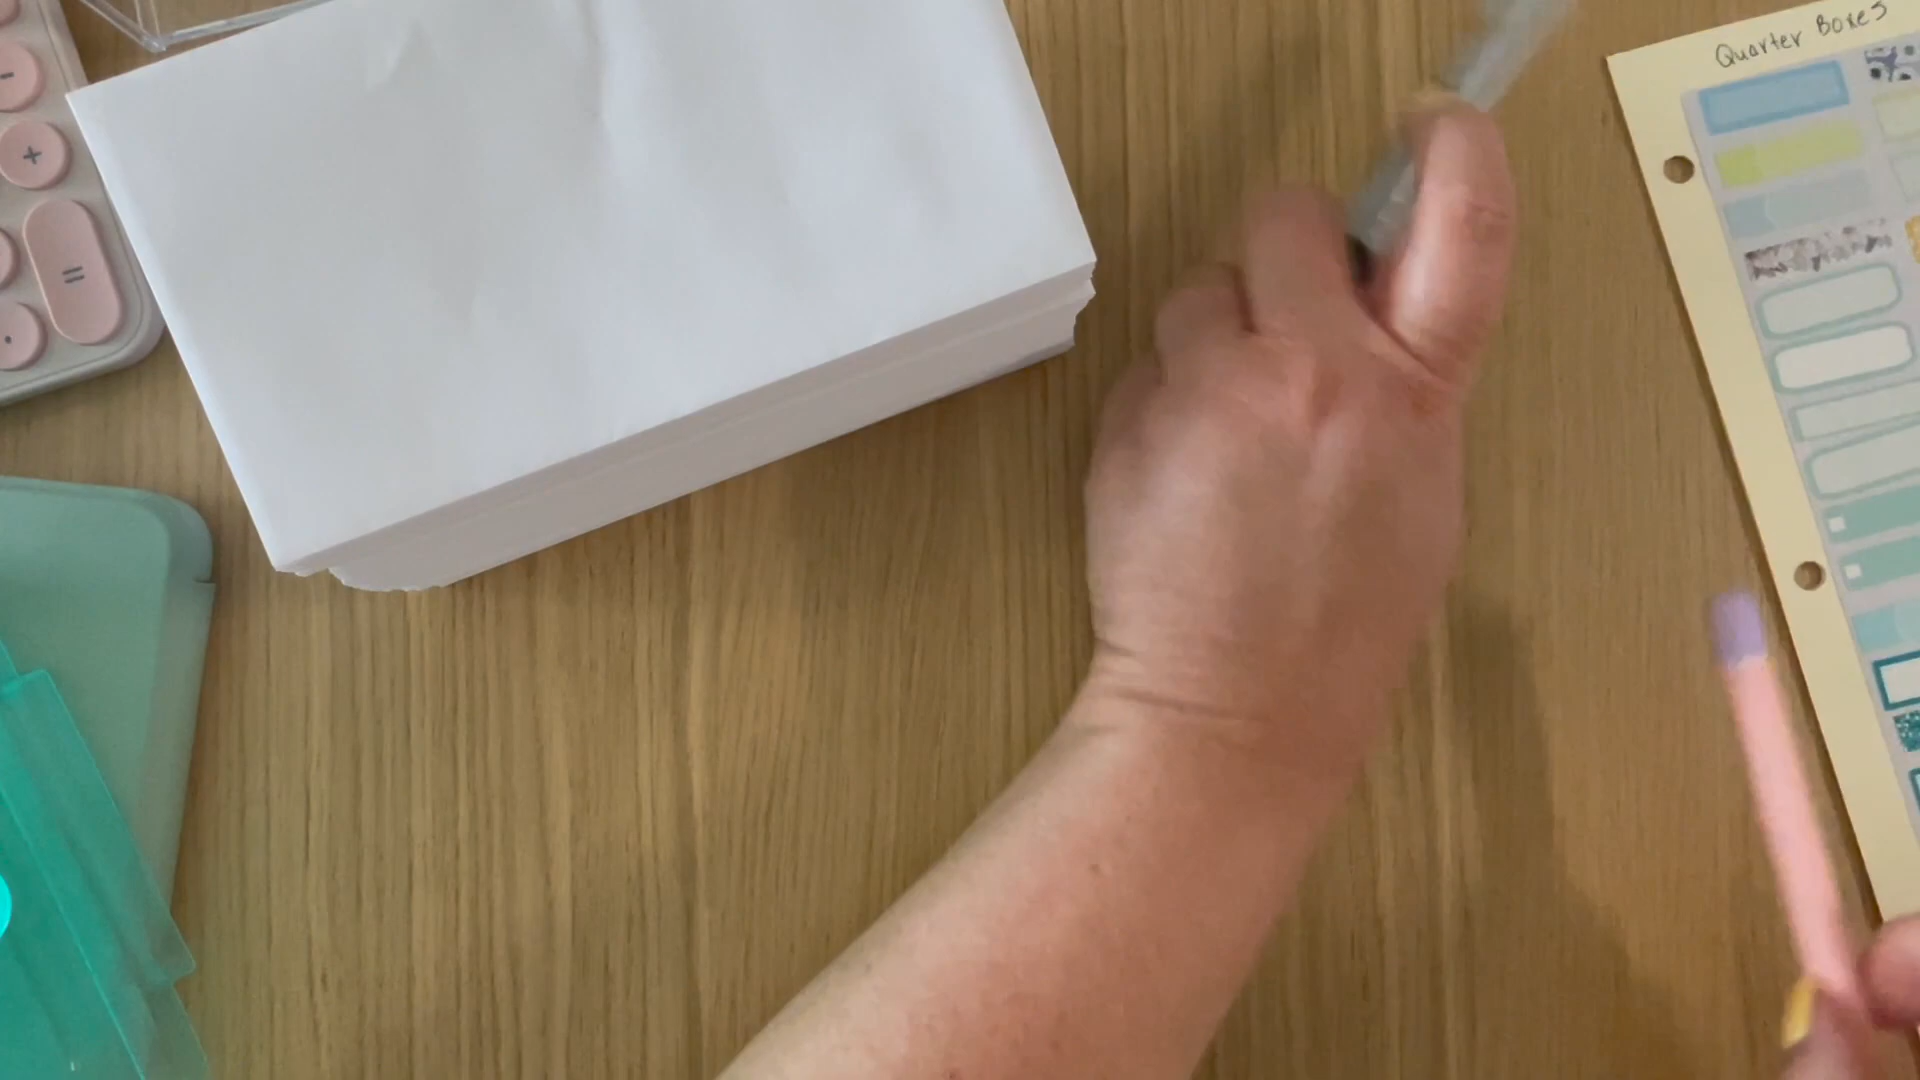 -
+
=
.
Quarter Boxes